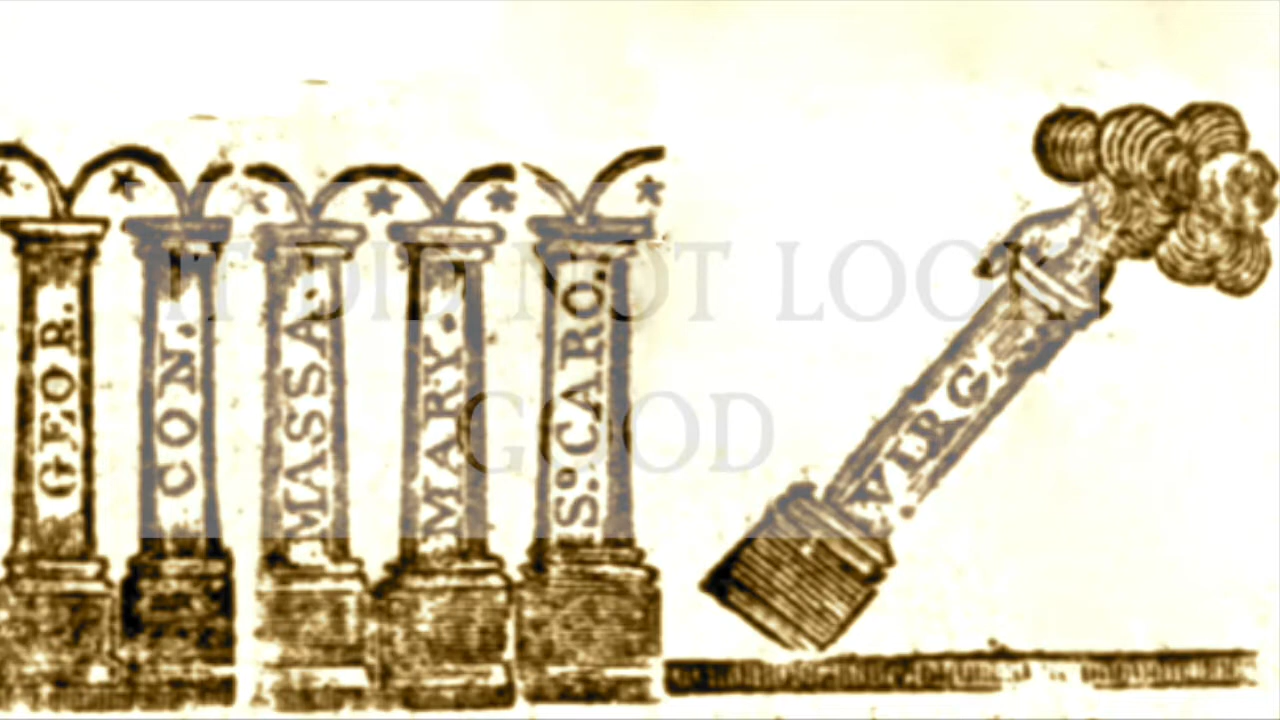 GEOR.
CON.
MASSA.
MARY.
So. CARO.
VIRG.
IT DID NOT LOOK
GOOD